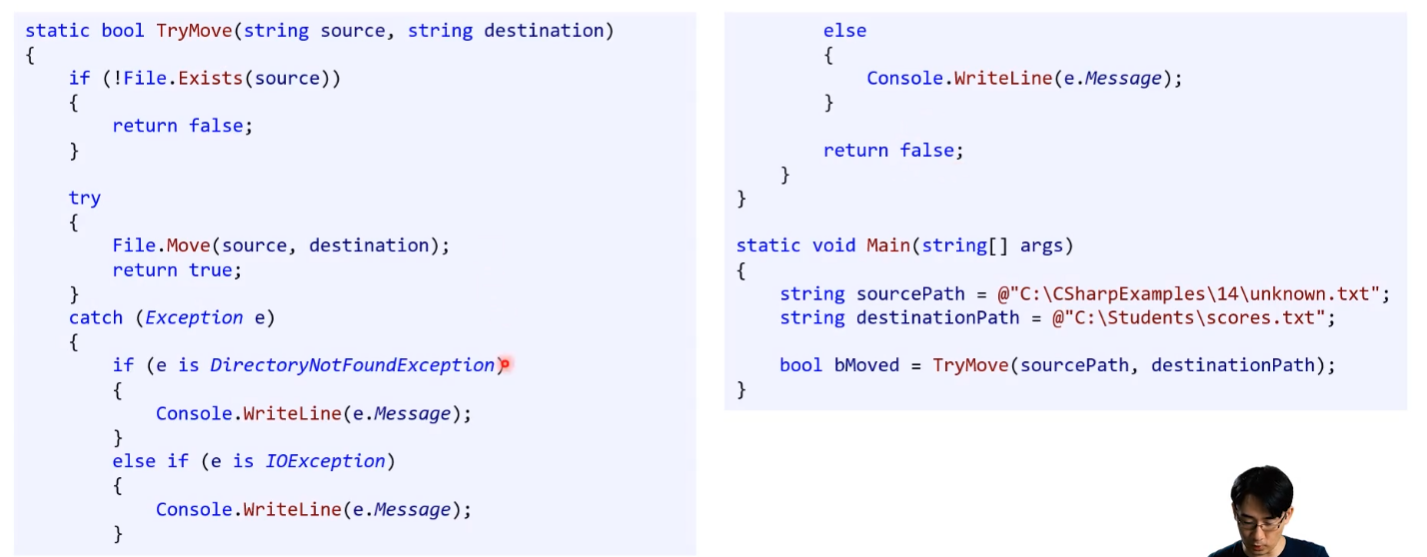 static bool TryMove(string source, string destination)
{
    if (!File.Exists(source))
    {
        return false;
    }

    try
    {
        File.Move(source, destination);
        return true;
    }
    catch (Exception e)
    {
        if (e is DirectoryNotFoundException)
        {
            Console.WriteLine(e.Message);
        }
        else if (e is IOException)
        {
            Console.WriteLine(e.Message);
        }
        else
        {
            Console.WriteLine(e.Message);
        }

        return false;
    }
}

static void Main(string[] args)
{
    string sourcePath = @"C:\CSharpExamples\14\unknown.txt";
    string destinationPath = @"C:\Students\scores.txt";

    bool bMoved = TryMove(sourcePath, destinationPath);
}